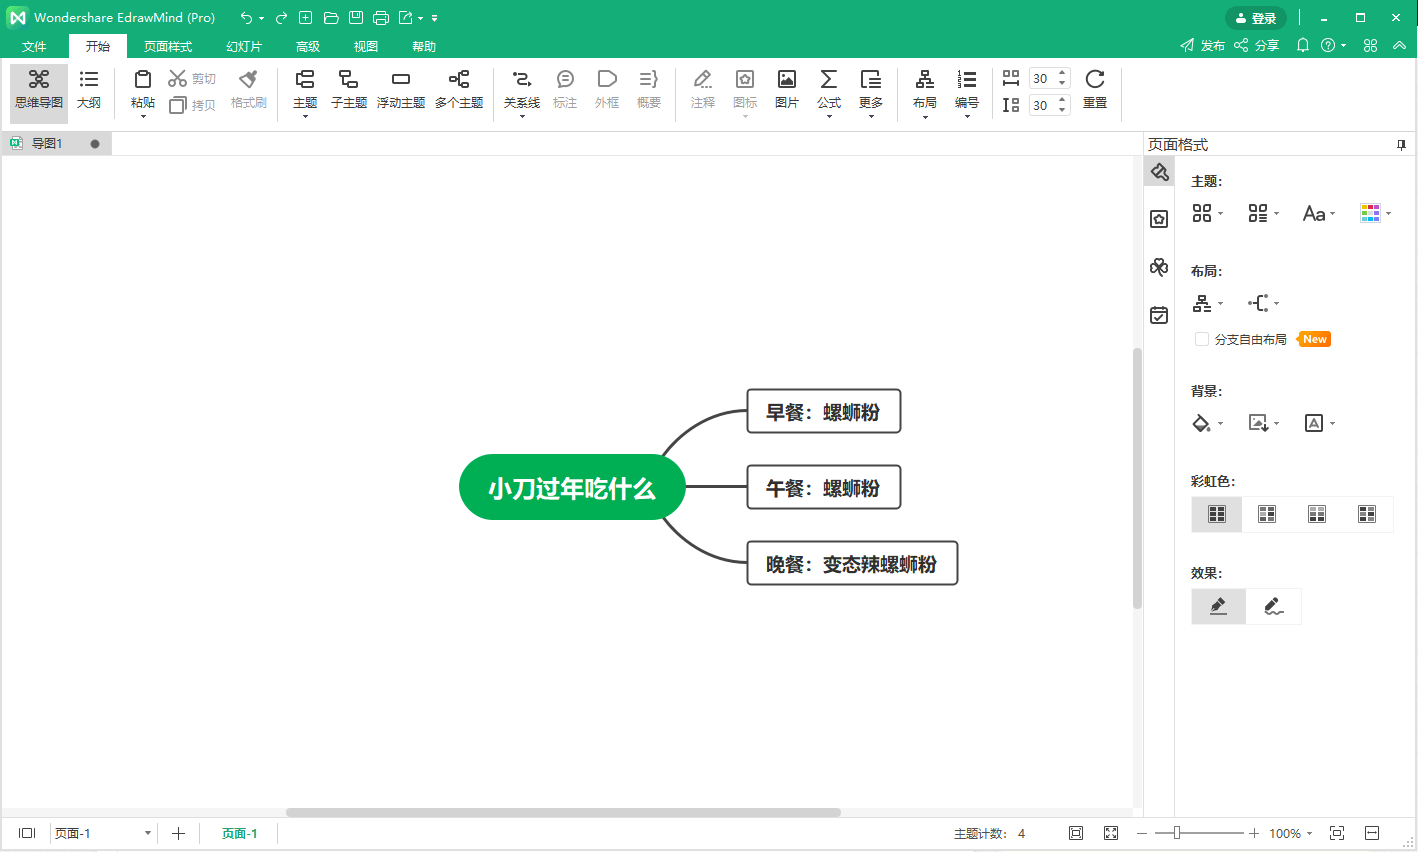 Wondershare EdrawMind (Pro)
登录
文件 开始 页面样式 幻灯片 高级 视图 帮助
发布 分享
思维导图 大纲 粘贴 剪切 拷贝 格式刷 主题 子主题 浮动主题 多个主题 关系线 标注 外框 概要 注释 图标 图片 公式 更多 布局 编号 30 30 重置
导图1
页面格式
主题:
Aa
布局:
分支自由布局 New
背景:
彩虹色:
效果:
早餐：螺蛳粉
小刀过年吃什么
午餐：螺蛳粉
晚餐：变态辣螺蛳粉
页面-1 页面-1 主题计数: 4 100%